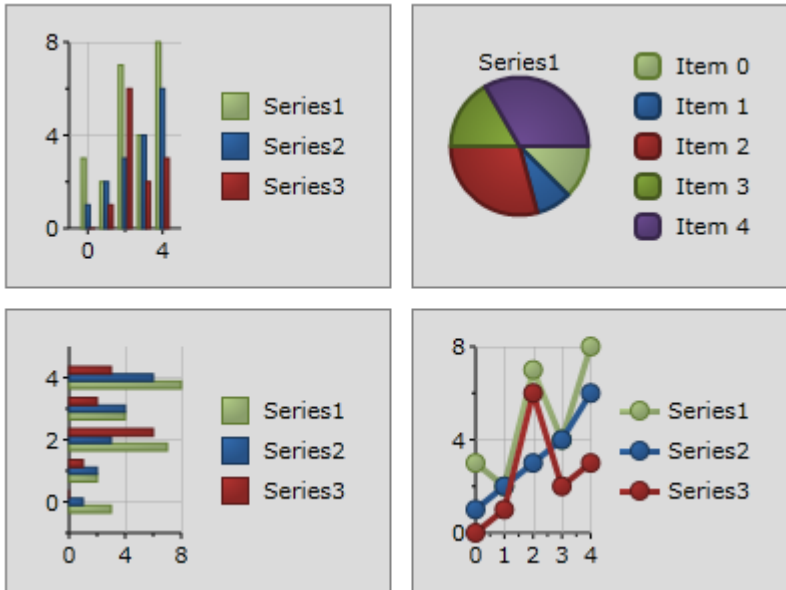 8
4
0
0 4
Series1
Series2
Series3
Series1
Item 0
Item 1
Item 2
Item 3
Item 4
4
2
0
0 4 8
Series1
Series2
Series3
8
4
0
0 1 2 3 4
Series1
Series2
Series3